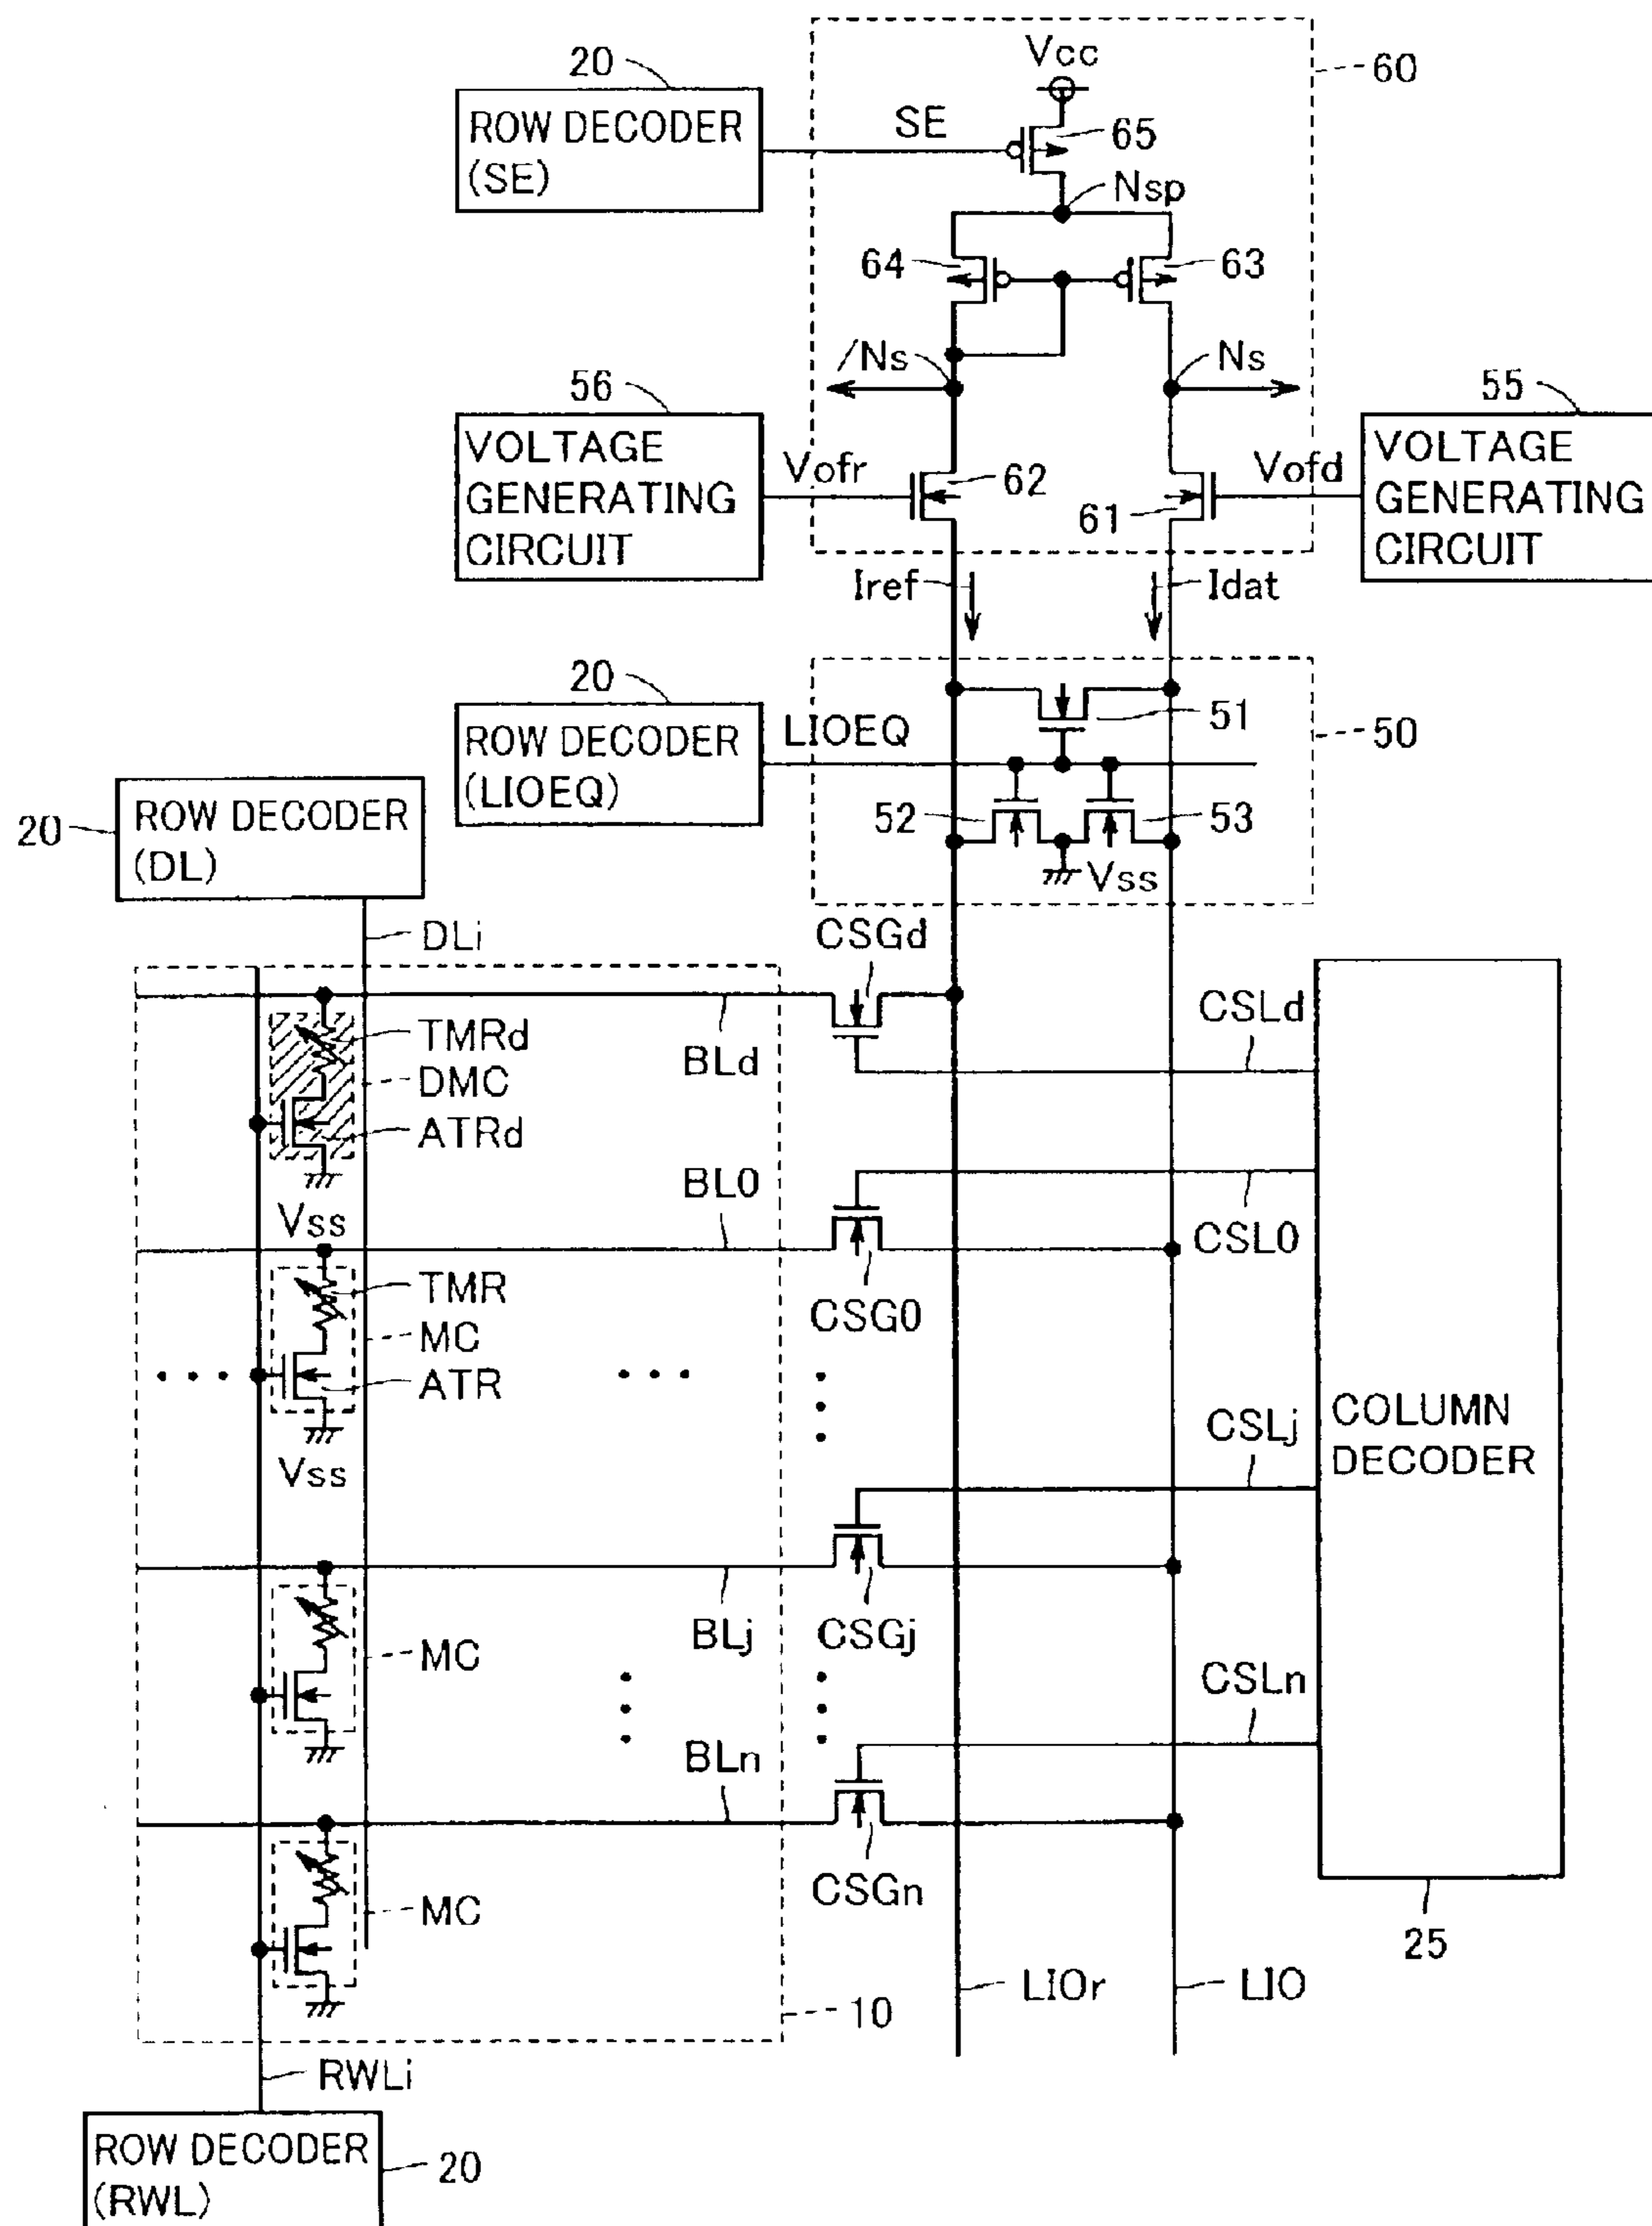 Vcc
60
20
ROW DECODER
(SE)
SE
65
Nsp
64
63
/Ns
Ns
56
VOLTAGE
GENERATING
CIRCUIT
Vofr
62
61
Vofd
55
VOLTAGE
GENERATING
CIRCUIT
Iref
Idat
20
ROW DECODER
(LIOEQ)
LIOEQ
51
50
52
53
Vss
20
ROW DECODER
(DL)
DLi
CSGd
TMRd
DMC
ATRd
BLd
CSLd
Vss
BL0
CSL0
TMR
MC
ATR
CSG0
Vss
CSLj
COLUMN
DECODER
BLj
CSGj
MC
CSLn
BLn
CSGn
MC
25
10
LIOr
LIO
RWLi
ROW DECODER
(RWL)
20